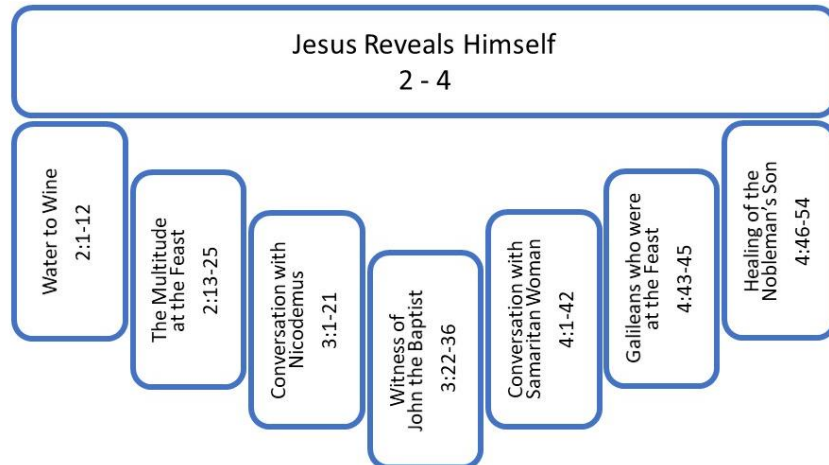 Jesus Reveals Himself
2 - 4
Water to Wine
2:1-12
The Multitude
at the Feast
2:13-25
Conversation with
Nicodemus
3:1-21
Witness of
John the Baptist
3:22-36
Conversation with
Samaritan Woman
4:1-42
Galileans who were
at the Feast
4:43-45
Healing of the
Nobleman's Son
4:46-54